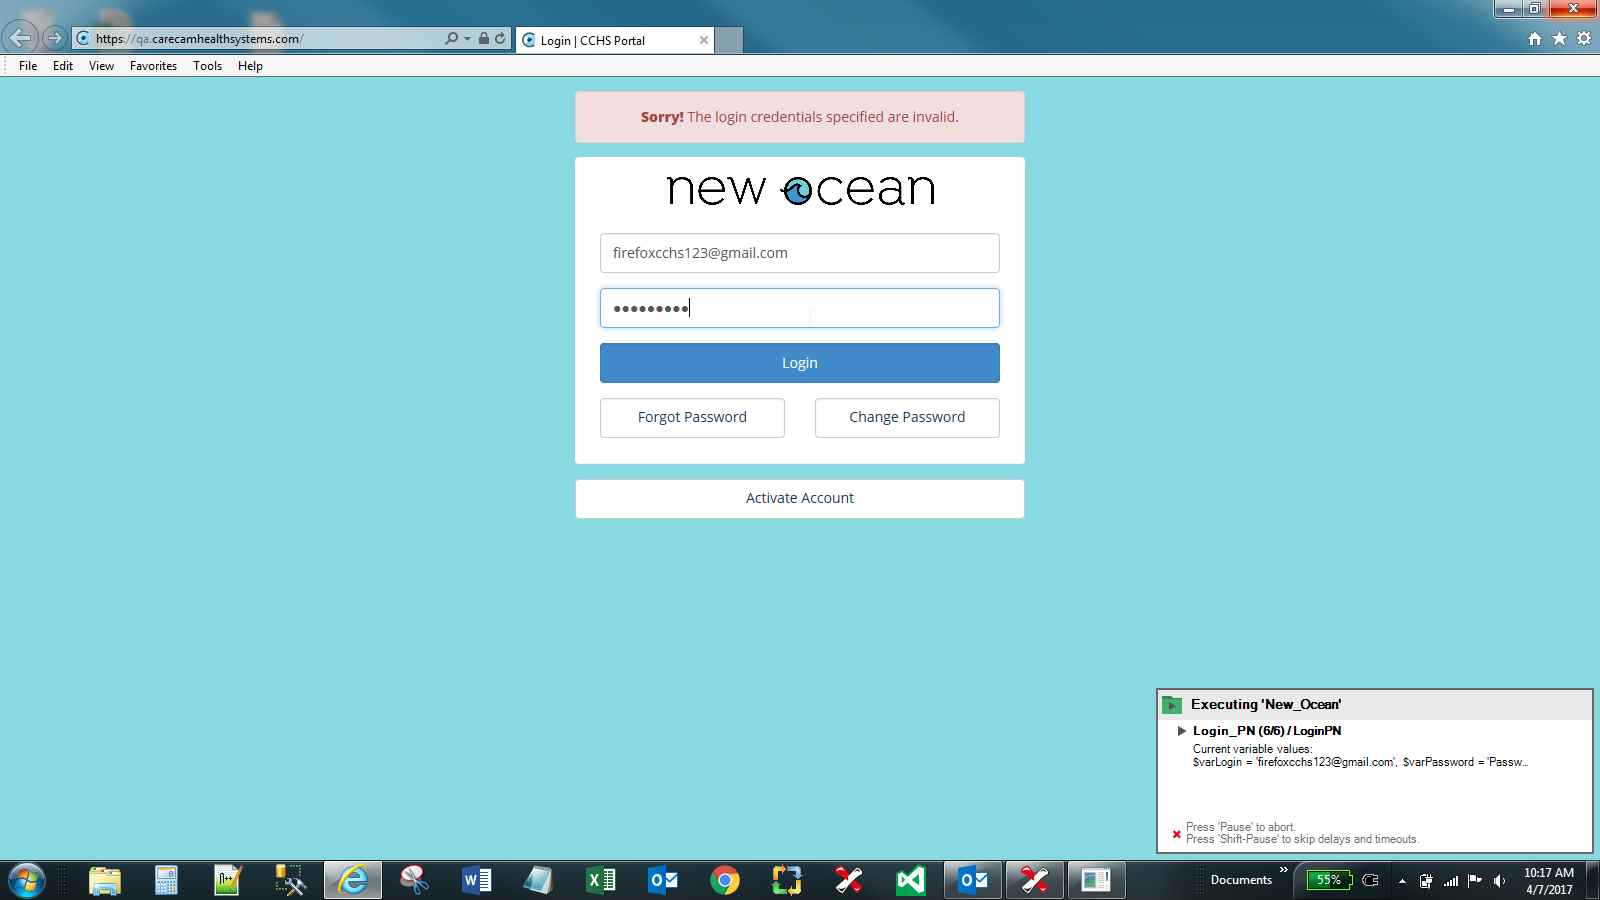 https://qa.carecamhealthsystems.com/
Login | CCHS Portal
File Edit View Favorites Tools Help
Sorry! The login credentials specified are invalid.
new ocean
firefoxcchs123@gmail.com
Login
Forgot Password Change Password
Activate Account
Executing 'New_Ocean'
Login_PN (6/6) / LoginPN
Current variable values:
$varLogin = 'firefoxcchs123@gmail.com', $varPassword = 'Passw...
Press 'Pause' to abort.
Press 'Shift-Pause' to skip delays and timeouts.
Documents
55%
10:17 AM
4/7/2017